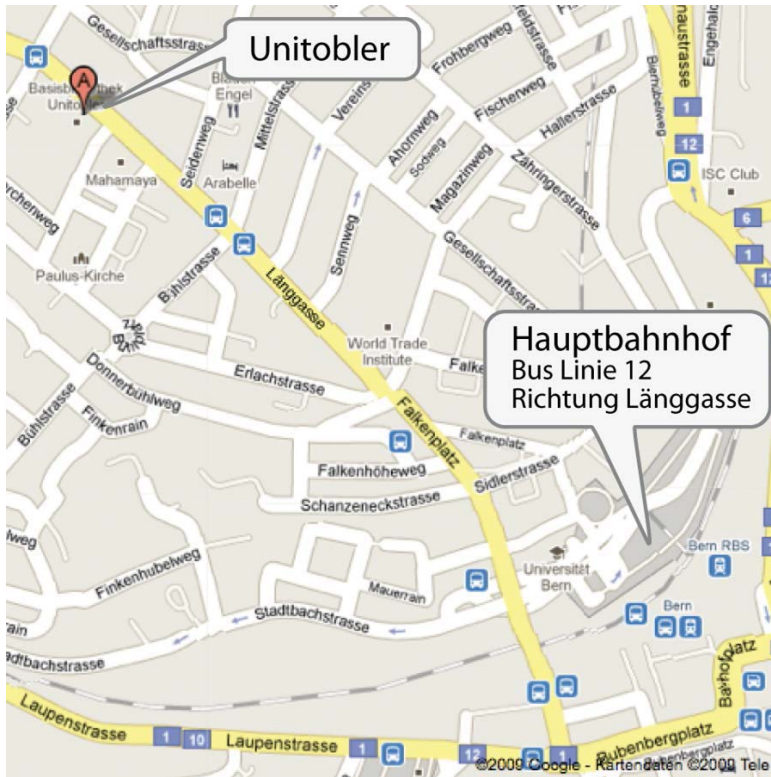 Unitobler
A
Gesellschaftsstrasse
Engel
Mittelstrasse
Seidenweg
Mahamaya
Arabelle
Paulus-Kirche
Bühlstrasse
Länggasse
Sennweg
Ahornweg
Sodweg
Magazinweg
Frohbergweg
Fischerweg
Hallerstrasse
Zähringerstrasse
Bierhubelweg
Gesellschaftsstrasse
1
12
ISC Club
6
1
World Trade
Institute
Hauptbahnhof
Bus Linie 12
Richtung Länggasse
Donnerbühlweg
Erlachstrasse
Bühlstrasse
Finkenrain
Falkenplatz
Falkenplatz
Falkenhöheweg
Sidlerstrasse
Schanzeneckstrasse
Finkenhubelweg
Mauerrain
Universität
Bern
Bern RBS
Bern
Stadtbachstrasse
Laupenstrasse
1
10
Laupenstrasse
1
12
1
Bubenbergplatz
Bahnhofplatz
©2009 Google - Kartendaten ©2009 Tele